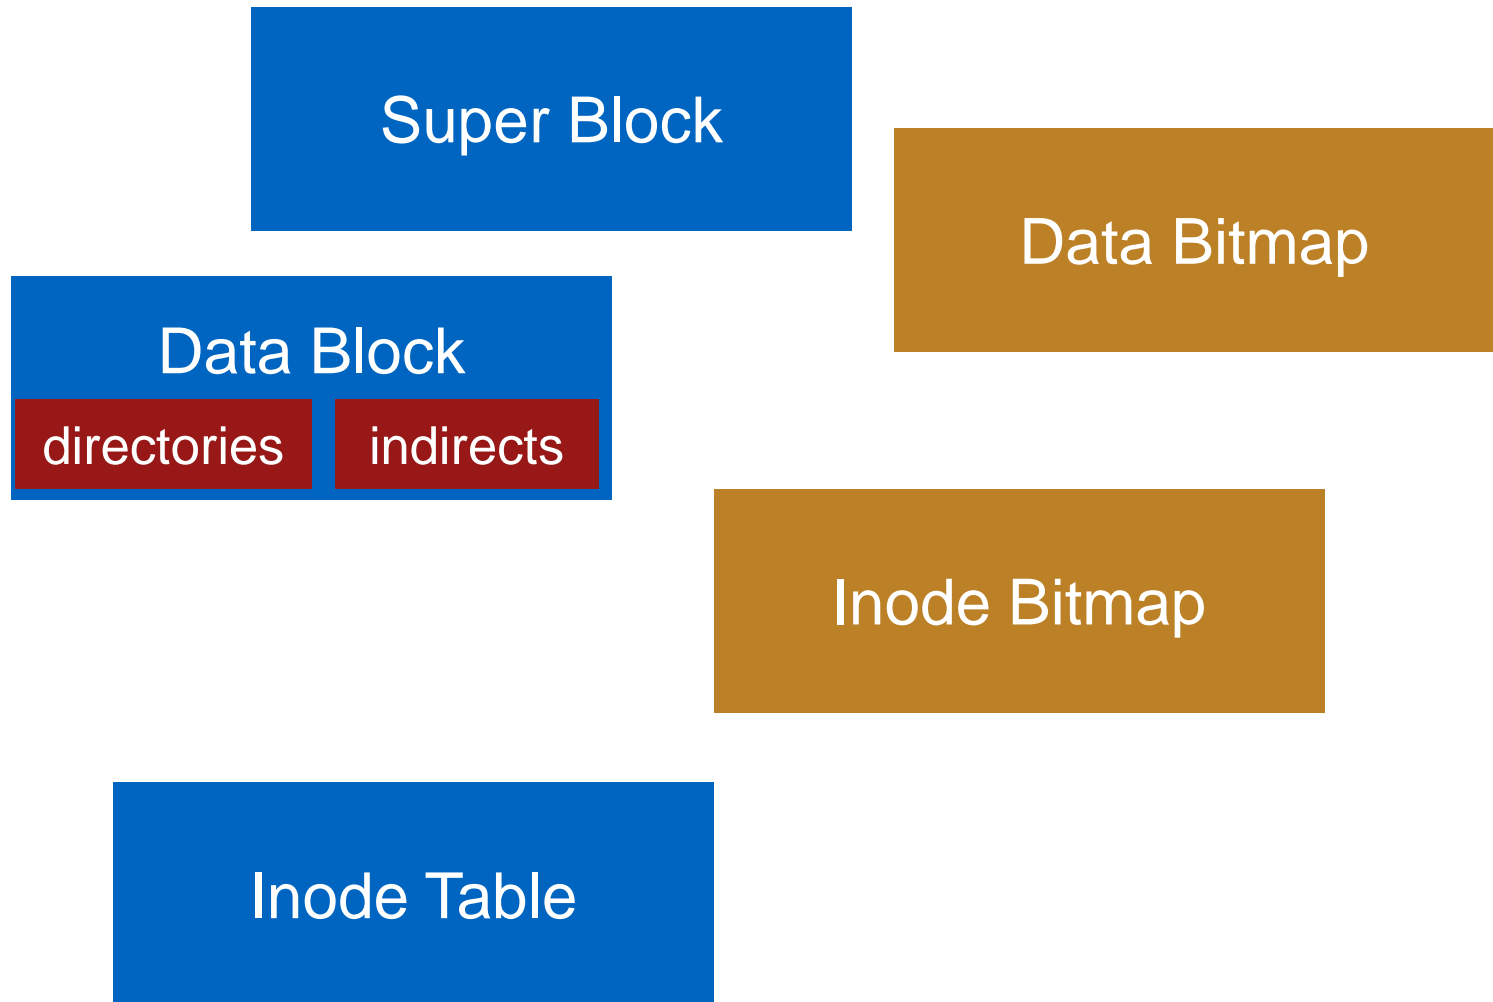 Super Block
Data Bitmap
Data Block
directories
indirects
Inode Bitmap
Inode Table